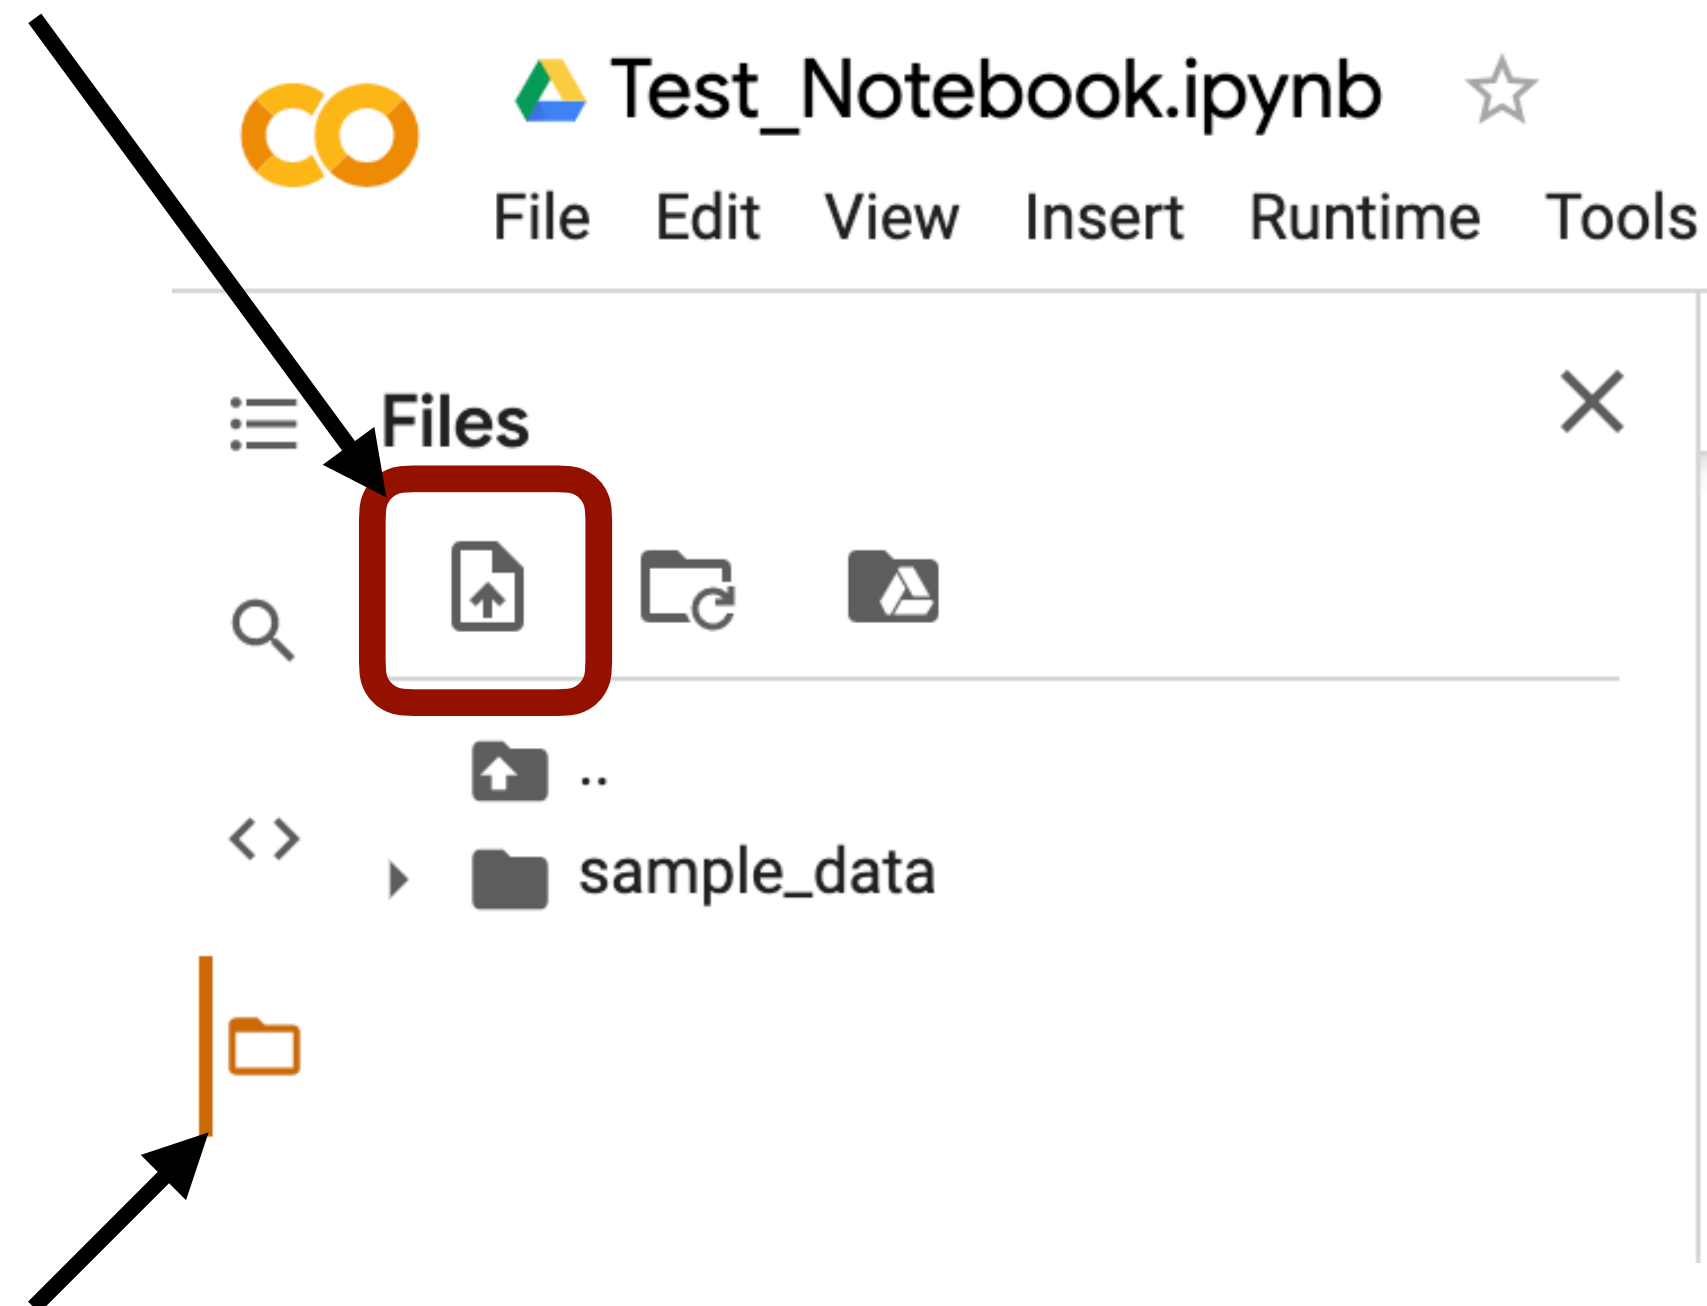 Test_Notebook.ipynb
File Edit View Insert Runtime Tools
Files
..
sample_data